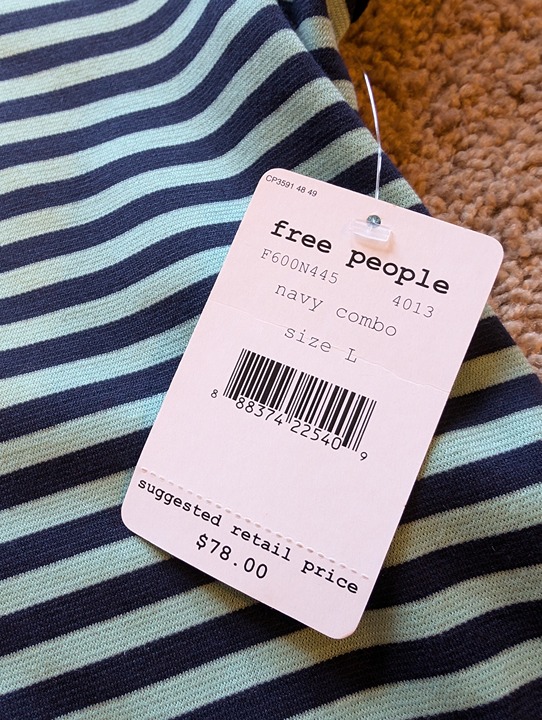 CP3591 48 49
free people
F600N445 4013
navy combo
size L
8 88374 22540 9
suggested retail price
$78.00